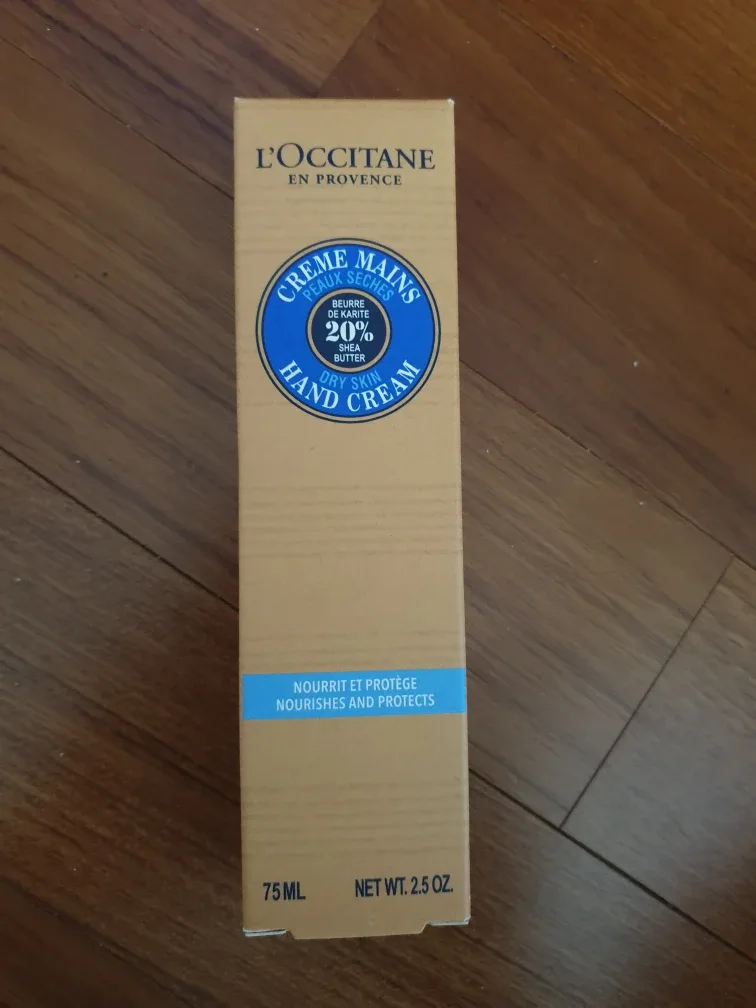 L'OCCITANE
EN PROVENCE
CREME MAINS
PEAUX SECHES
BEURRE
DE KARITE
20%
SHEA
BUTTER
DRY SKIN
HAND CREAM
NOURRIT ET PROTÈGE
NOURISHES AND PROTECTS
75 ML NET WT. 2.5 OZ.